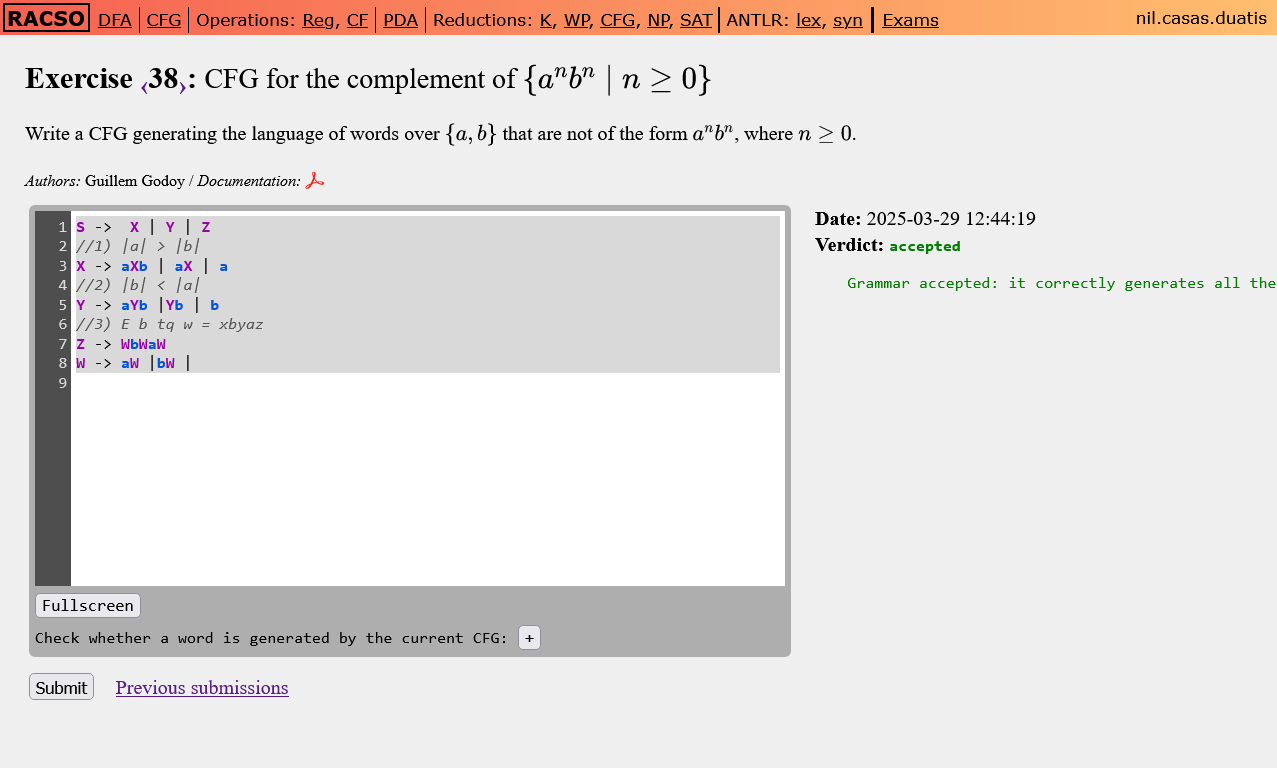 RACSO DFA CFG Operations: Reg, CF PDA Reductions: K, WP, CFG, NP, SAT ANTLR: lex, syn Exams nil.casas.duatis
Exercise ‹38›: CFG for the complement of {aⁿbⁿ | n ≥ 0}
Write a CFG generating the language of words over {a, b} that are not of the form aⁿbⁿ, where n ≥ 0.
Authors: Guillem Godoy / Documentation:
1 S ->  X | Y | Z
2 //1) |a| > |b|
3 X -> aXb | aX | a
4 //2) |b| < |a|
5 Y -> aYb |Yb | b
6 //3) E b tq w = xbyaz
7 Z -> WbWaW
8 W -> aW |bW |
9
Fullscreen
Check whether a word is generated by the current CFG: +
Submit Previous submissions
Date: 2025-03-29 12:44:19
Verdict: accepted
Grammar accepted: it correctly generates all the